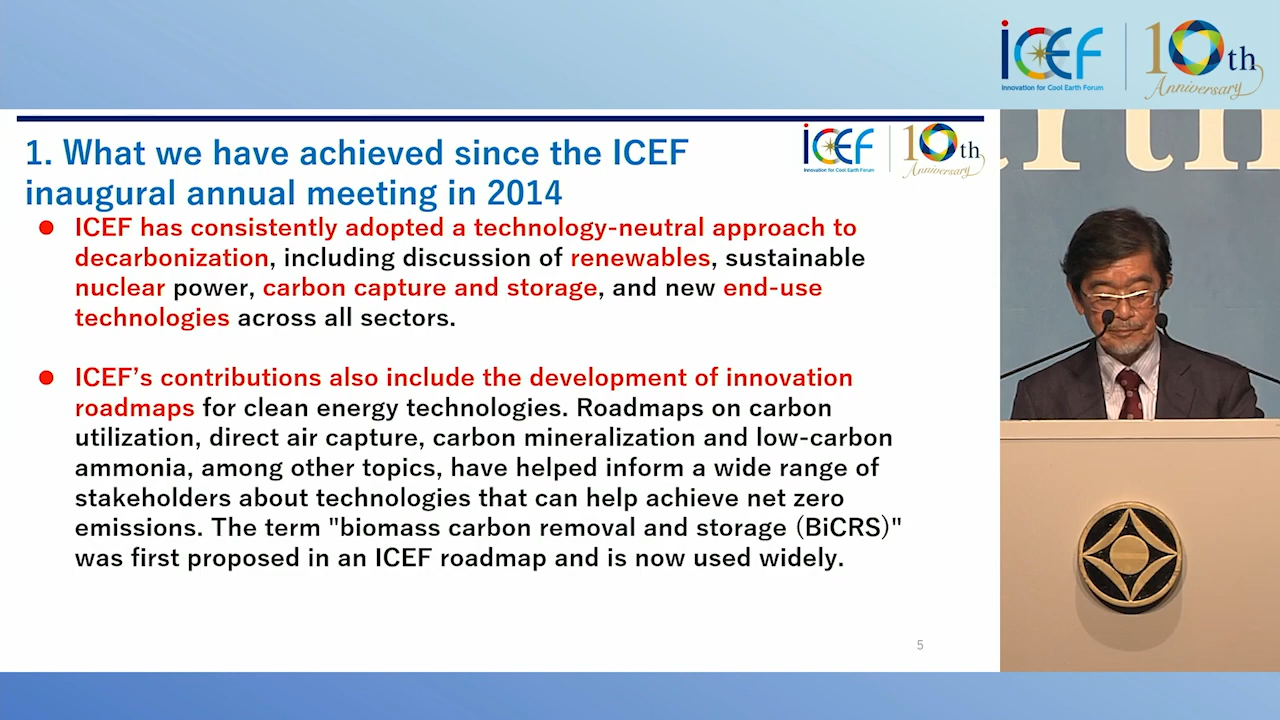 iCEF
Innovation for Cool Earth Forum
10th
Anniversary
1. What we have achieved since the ICEF
inaugural annual meeting in 2014
iCEF
Innovation for Cool Earth Forum
10th
Anniversary
● ICEF has consistently adopted a technology-neutral approach to
decarbonization, including discussion of renewables, sustainable
nuclear power, carbon capture and storage, and new end-use
technologies across all sectors.
● ICEF’s contributions also include the development of innovation
roadmaps for clean energy technologies. Roadmaps on carbon
utilization, direct air capture, carbon mineralization and low-carbon
ammonia, among other topics, have helped inform a wide range of
stakeholders about technologies that can help achieve net zero
emissions. The term "biomass carbon removal and storage (BiCRS)"
was first proposed in an ICEF roadmap and is now used widely.
5